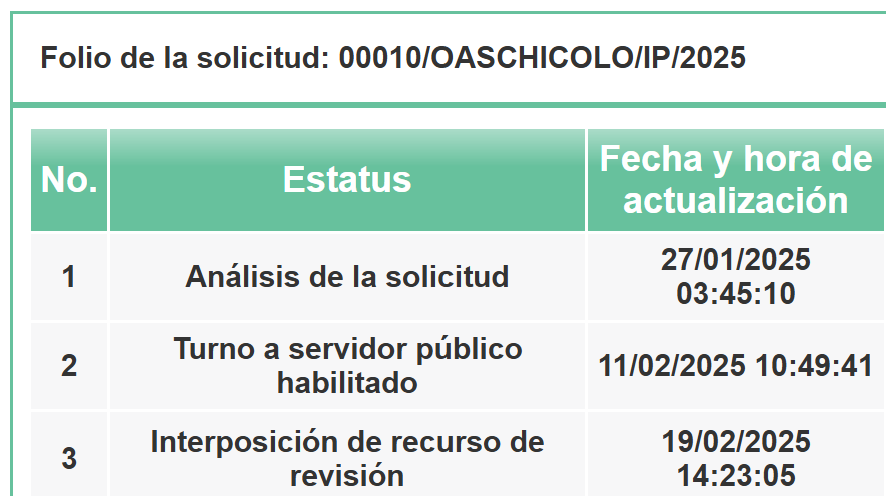 Folio de la solicitud: 00010/OASCHICOLO/IP/2025
No.
Estatus
Fecha y hora de
actualización
1
Análisis de la solicitud
27/01/2025
03:45:10
2
Turno a servidor público
habilitado
11/02/2025 10:49:41
3
Interposición de recurso de
revisión
19/02/2025
14:23:05